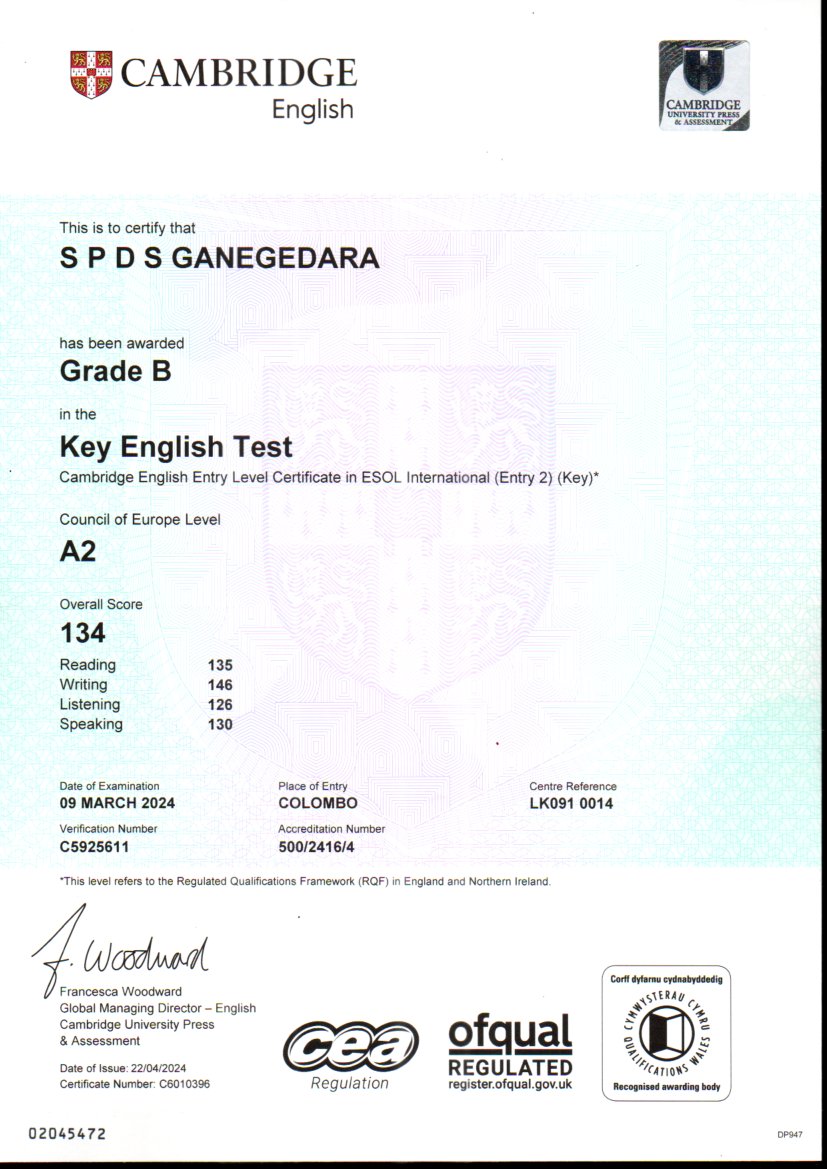 CAMBRIDGE
English
CAMBRIDGE
UNIVERSITY PRESS
& ASSESSMENT
This is to certify that
S P D S GANEGEDARA
has been awarded
Grade B
in the
Key English Test
Cambridge English Entry Level Certificate in ESOL International (Entry 2) (Key)*
Council of Europe Level
A2
Overall Score
134
Reading 135
Writing 146
Listening 126
Speaking 130
Date of Examination Place of Entry Centre Reference
09 MARCH 2024 COLOMBO LK091 0014
Verification Number Accreditation Number
C5925611 500/2416/4
*This level refers to the Regulated Qualifications Framework (RQF) in England and Northern Ireland.
F. Woodward
Francesca Woodward
Global Managing Director – English
Cambridge University Press
& Assessment
Date of Issue: 22/04/2024
Certificate Number: C6010396
cea
Regulation
ofqual
REGULATED
register.ofqual.gov.uk
Corff dyfarnu cydnabyddedig
CYMWYSTERAU CYMRU
QUALIFICATIONS WALES
Recognised awarding body
02045472
DP947